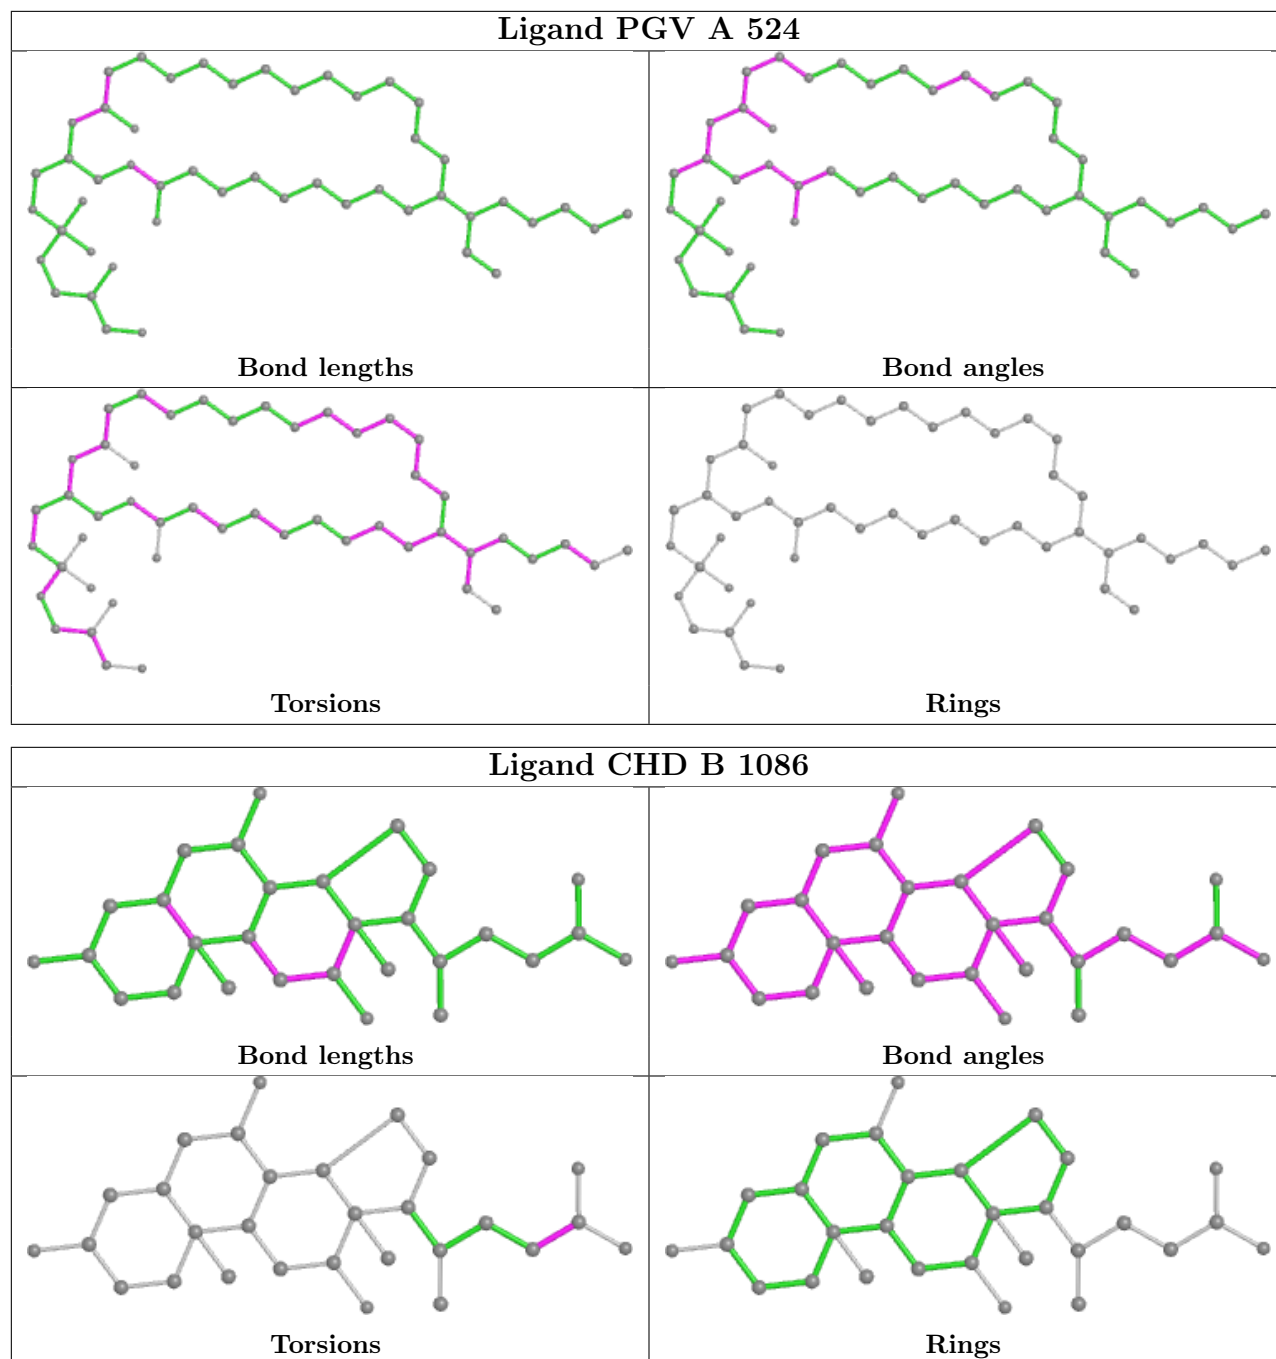 Ligand PGV A 524
Bond lengths
Bond angles
Torsions
Rings
Ligand CHD B 1086
Bond lengths
Bond angles
Torsions
Rings